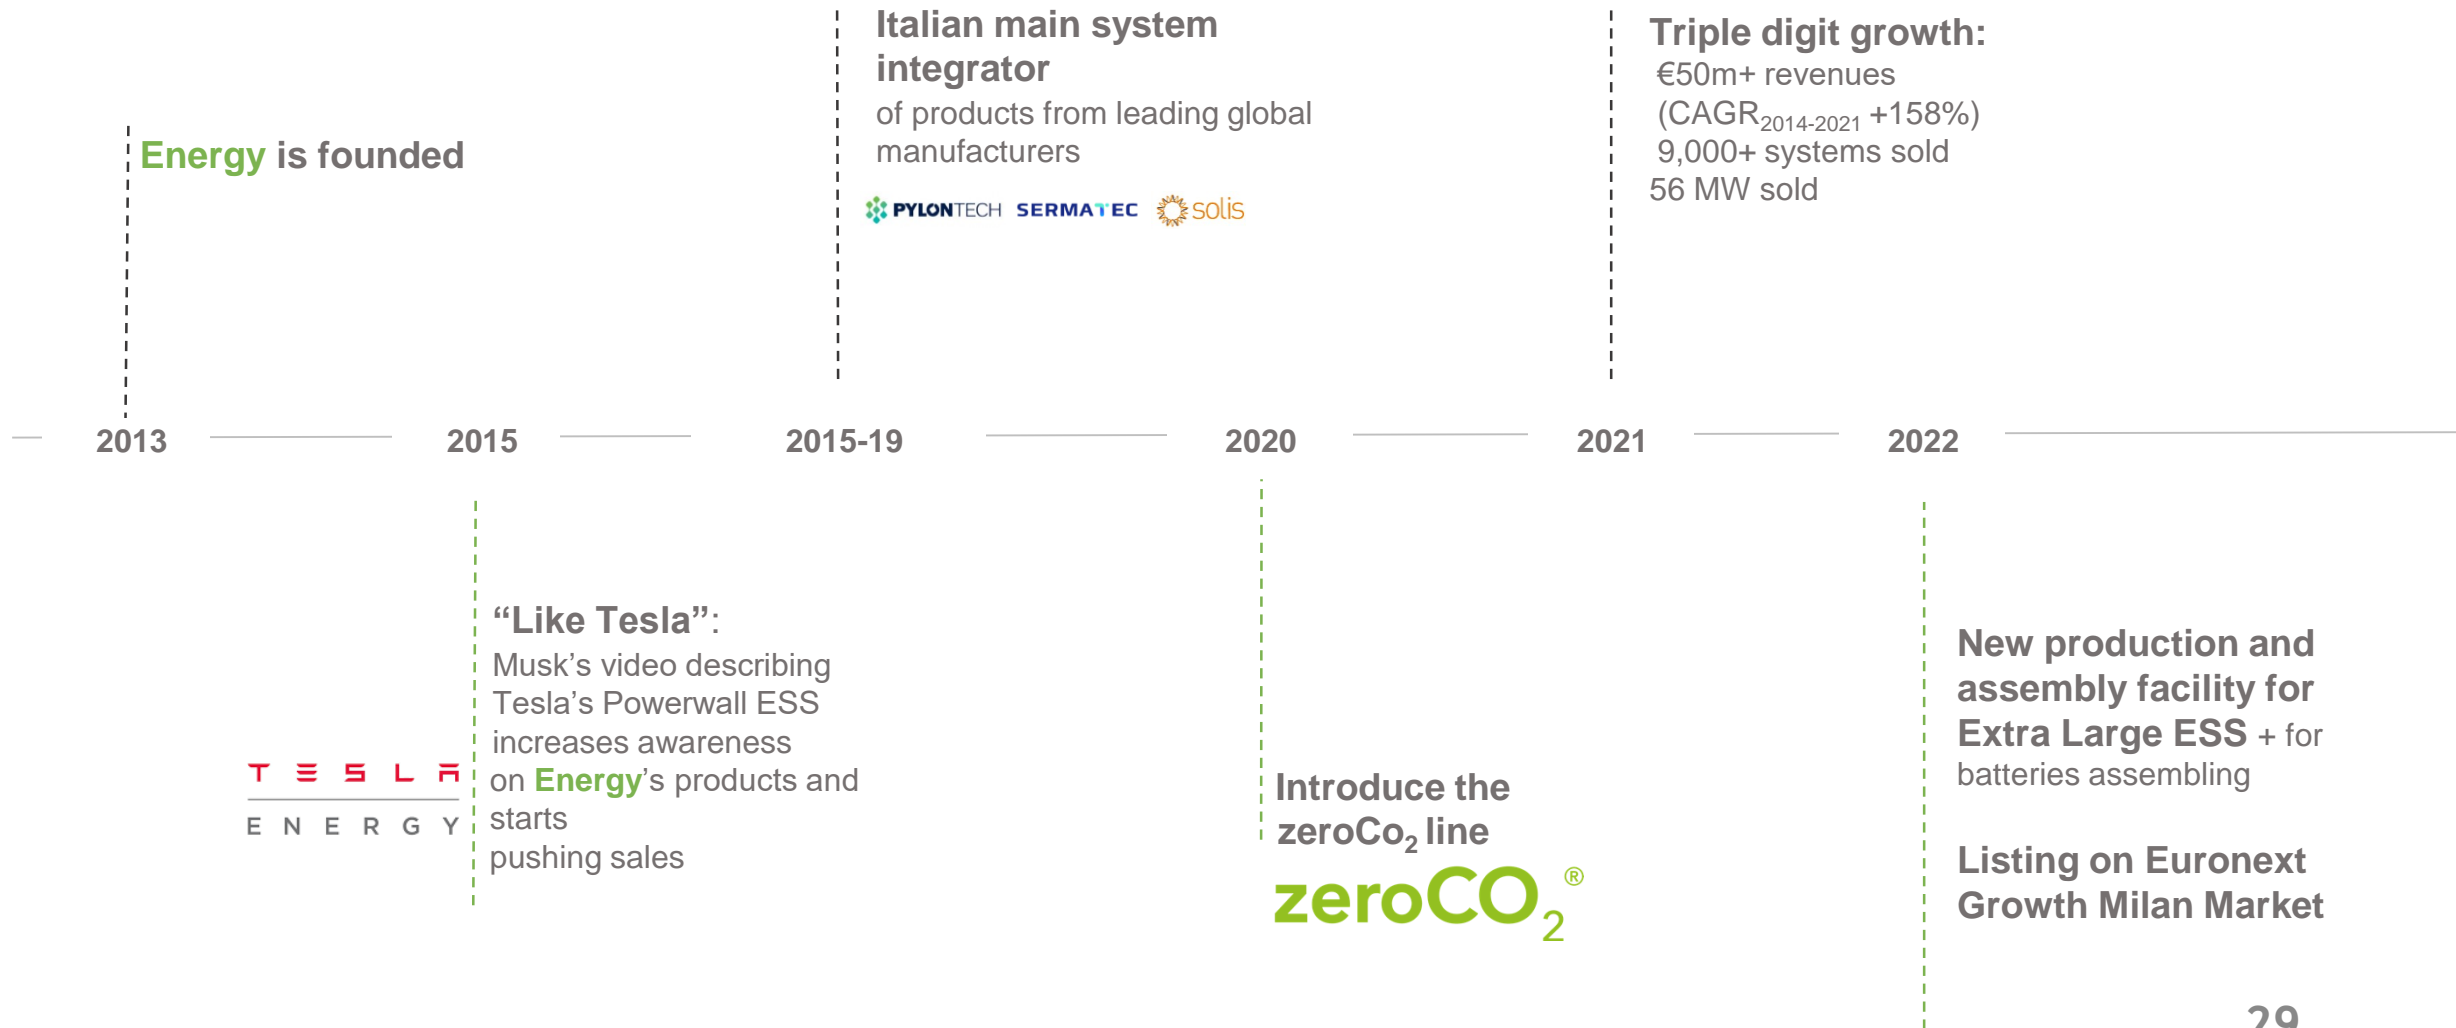 Energy is founded
Italian main system
integrator
of products from leading global
manufacturers
PYLONTECH SERMATEC solis
Triple digit growth:
€50m+ revenues
(CAGR2014-2021 +158%)
9,000+ systems sold
56 MW sold
2013 2015 2015-19 2020 2021 2022
TESLA
ENERGY
“Like Tesla”:
Musk’s video describing
Tesla’s Powerwall ESS
increases awareness
on Energy’s products and
starts
pushing sales
Introduce the
zeroCo2 line
zeroCO2®
New production and
assembly facility for
Extra Large ESS + for
batteries assembling
Listing on Euronext
Growth Milan Market
29